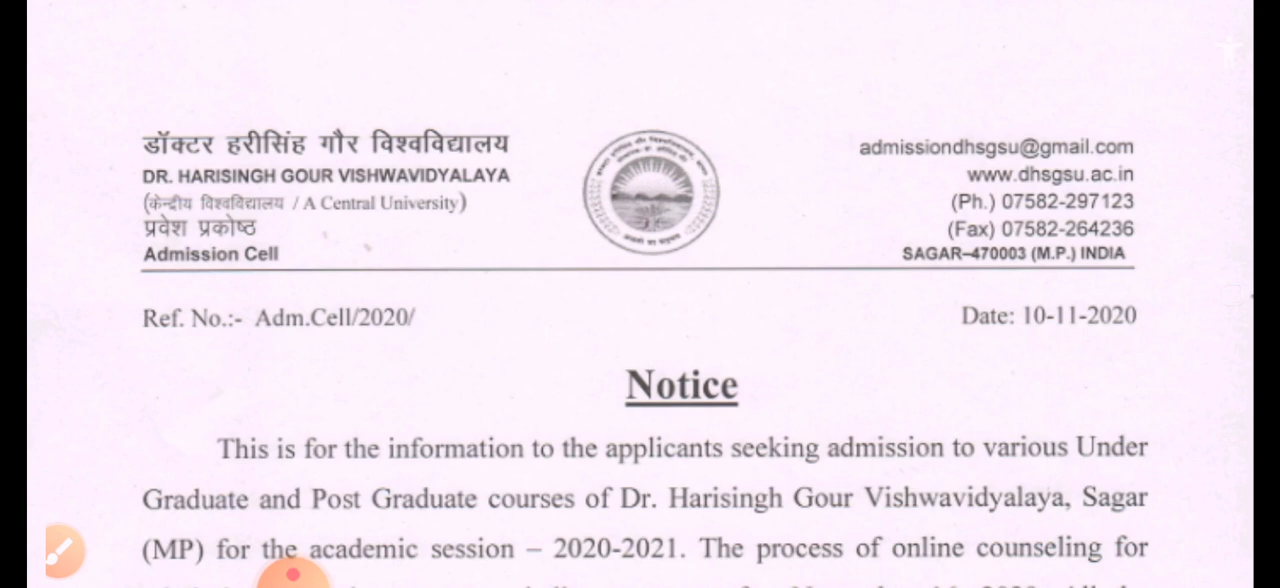 डॉक्टर हरीसिंह गौर विश्वविद्यालय
DR. HARISINGH GOUR VISHWAVIDYALAYA
(केन्द्रीय विश्वविद्यालय / A Central University)
प्रवेश प्रकोष्ठ
Admission Cell
admissiondhsgsu@gmail.com
www.dhsgsu.ac.in
(Ph.) 07582-297123
(Fax) 07582-264236
SAGAR–470003 (M.P.) INDIA
Ref. No.:- Adm.Cell/2020/
Date: 10-11-2020
Notice
This is for the information to the applicants seeking admission to various Under
Graduate and Post Graduate courses of Dr. Harisingh Gour Vishwavidyalaya, Sagar
(MP) for the academic session – 2020-2021. The process of online counseling for